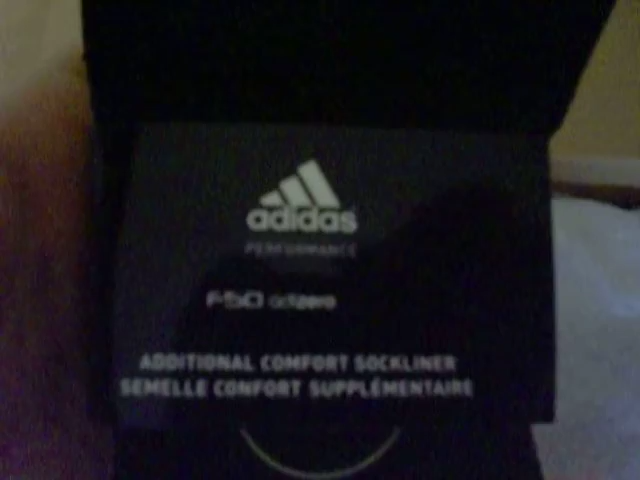 adidas
PERFORMANCE
F50 adizero
ADDITIONAL COMFORT SOCKLINER
SEMELLE CONFORT SUPPLÉMENTAIRE